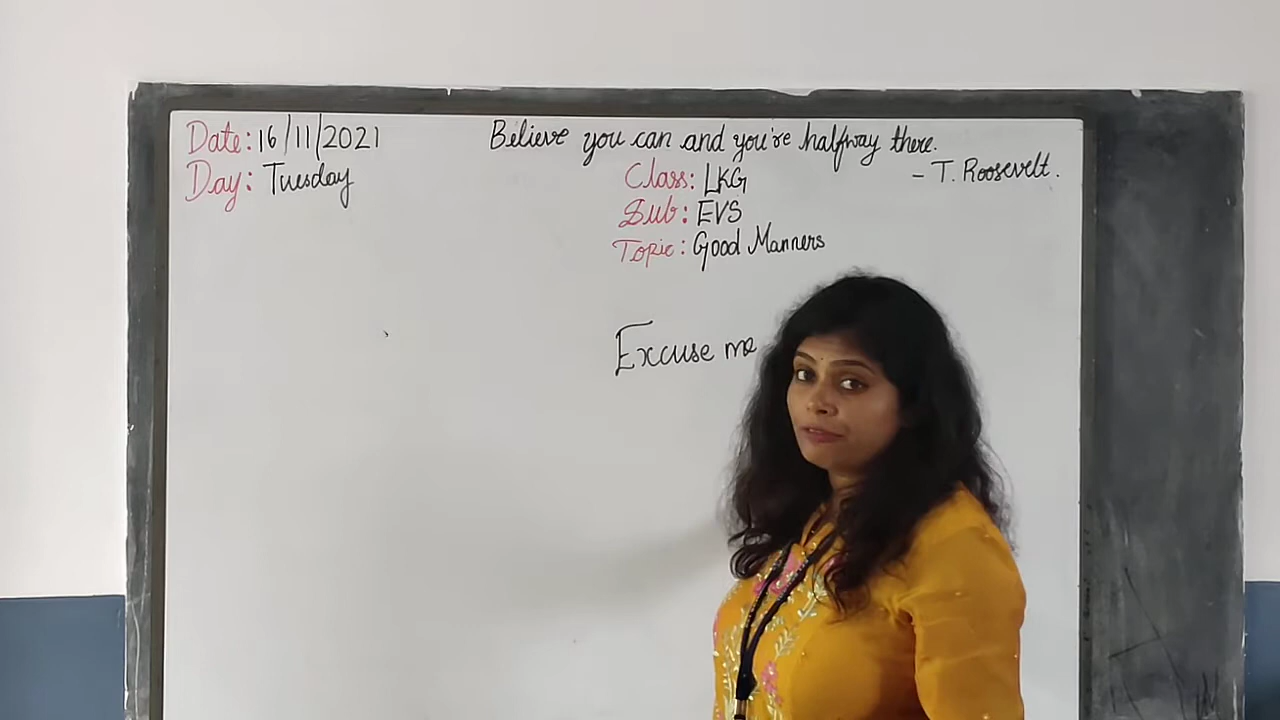 Date: 16/11/2021
Day: Tuesday
Believe you can and you're halfway there.
- T. Roosevelt.
Class: LKG
Sub: EVS
Topic: Good Manners
Excuse me